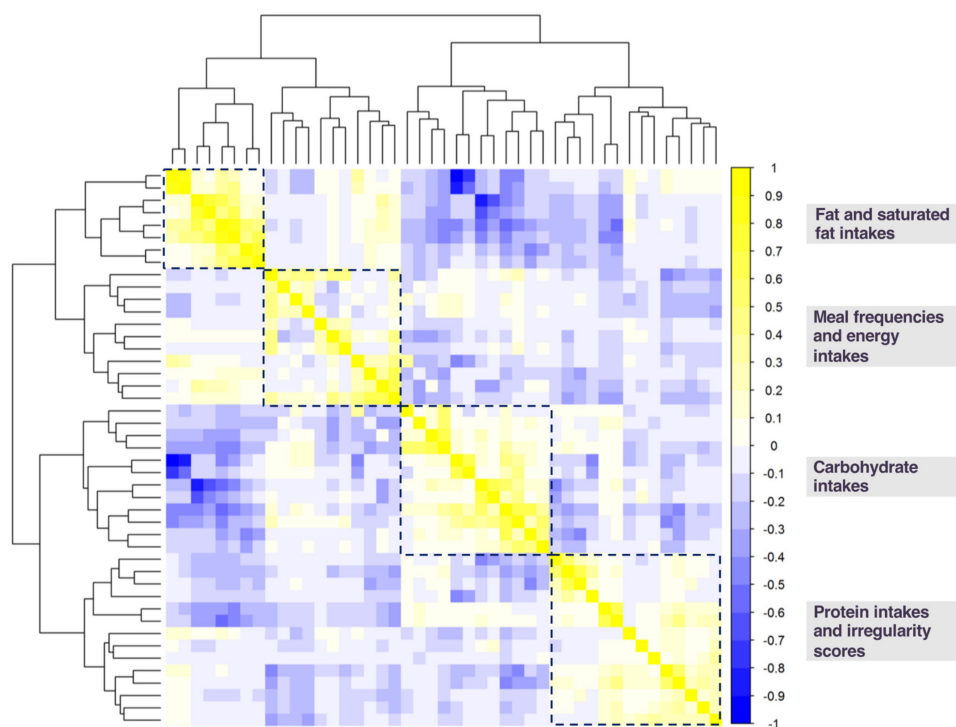 1
0.9
0.8
0.7
0.6
0.5
0.4
0.3
0.2
0.1
0
-0.1
-0.2
-0.3
-0.4
-0.5
-0.6
-0.7
-0.8
-0.9
-1
Fat and saturated
fat intakes
Meal frequencies
and energy
intakes
Carbohydrate
intakes
Protein intakes
and irregularity
scores